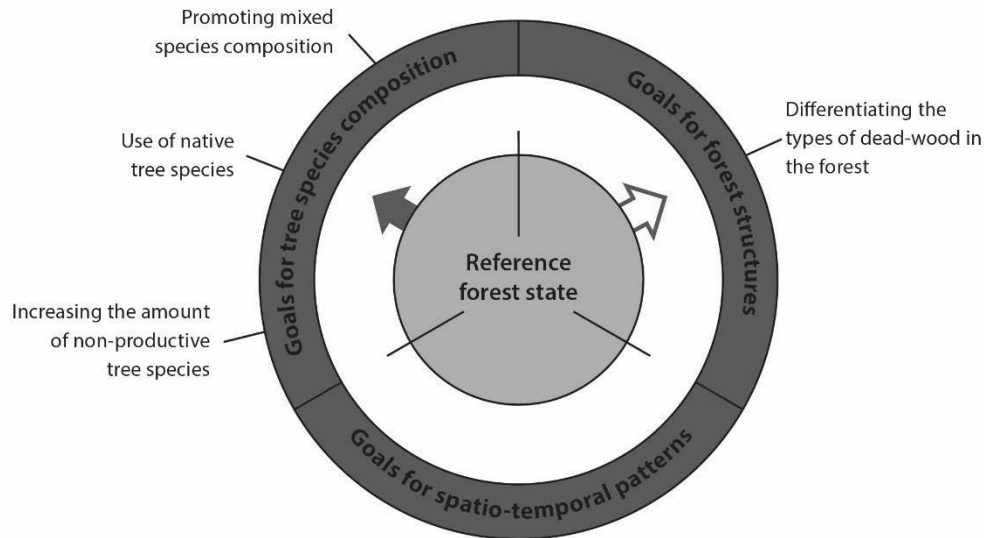 Promoting mixed
species composition
Use of native
tree species
Increasing the amount
of non-productive
tree species
Goals for tree species composition
Goals for forest structures
Differentiating the
types of dead-wood in
the forest
Reference
forest state
Goals for spatio-temporal patterns